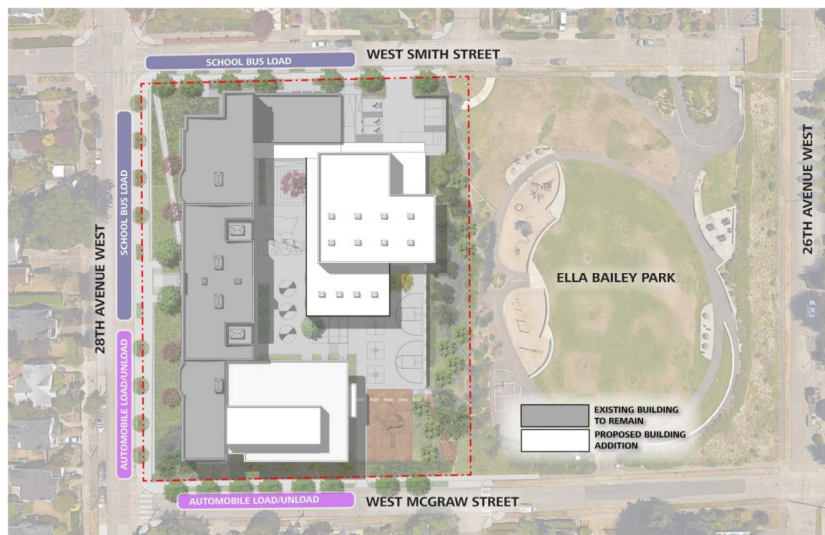 SCHOOL BUS LOAD
WEST SMITH STREET
SCHOOL BUS LOAD
28TH AVENUE WEST
26TH AVENUE WEST
ELLA BAILEY PARK
AUTOMOBILE LOAD/UNLOAD
EXISTING BUILDING
TO REMAIN
PROPOSED BUILDING
ADDITION
AUTOMOBILE LOAD/UNLOAD
WEST MCGRAW STREET